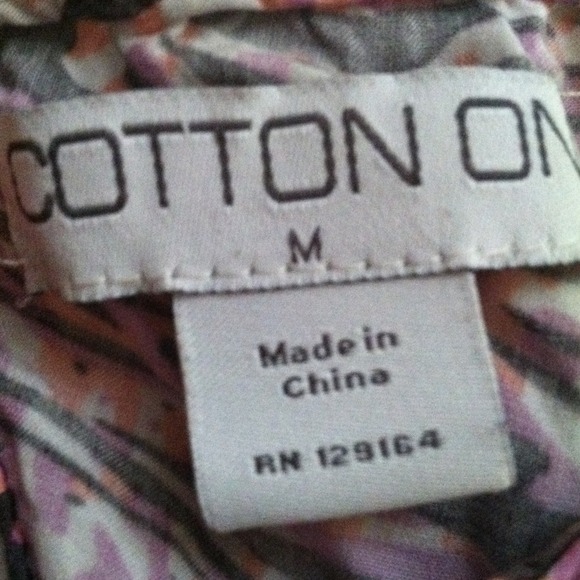 COTTON ON
M
Made in
China
RN 129164